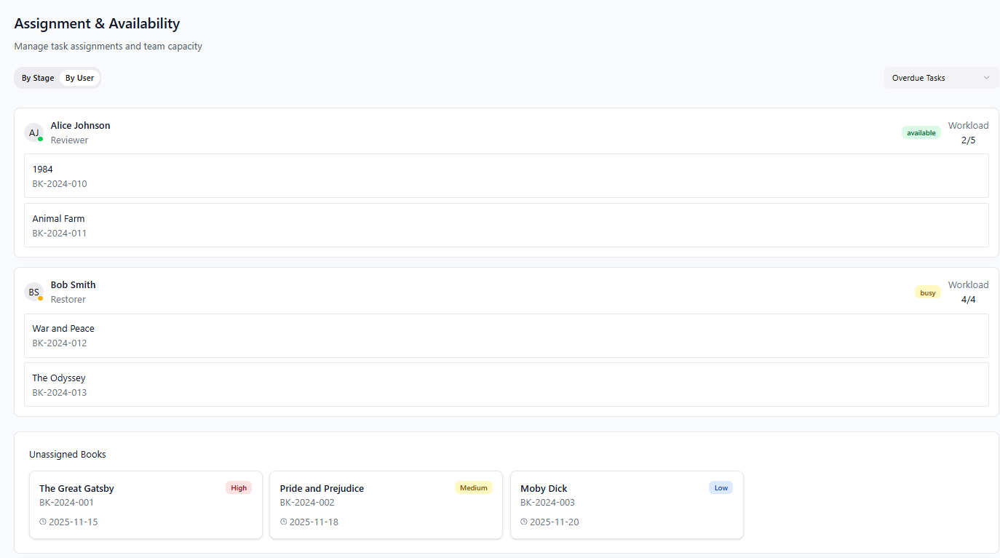 Assignment & Availability
Manage task assignments and team capacity
By Stage By User
Overdue Tasks
AJ
Alice Johnson
Reviewer
available
Workload
2/5
1984
BK-2024-010
Animal Farm
BK-2024-011
BS
Bob Smith
Restorer
busy
Workload
4/4
War and Peace
BK-2024-012
The Odyssey
BK-2024-013
Unassigned Books
The Great Gatsby
High
BK-2024-001
2025-11-15
Pride and Prejudice
Medium
BK-2024-002
2025-11-18
Moby Dick
Low
BK-2024-003
2025-11-20